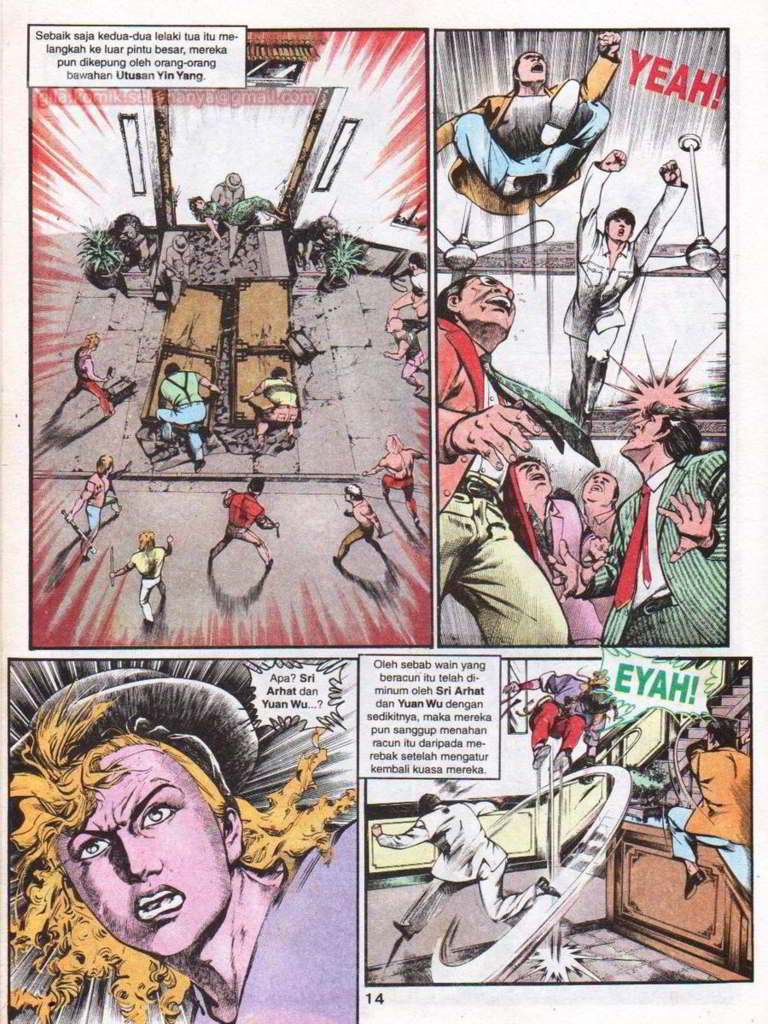 Sebaik saja kedua-dua lelaki tua itu me-
langkah ke luar pintu besar, mereka
pun dikepung oleh orang-orang
bawahan Utusan Yin Yang.
YEAH!
Apa? Sri
Arhat dan
Yuan Wu...?
Oleh sebab wain yang
beracun itu telah di-
minum oleh Sri Arhat
dan Yuan Wu dengan
sedikitnya, maka mereka
pun sanggup menahan
racun itu daripada me-
rebak setelah mengatur
kembali kuasa mereka.
EYAH!
14